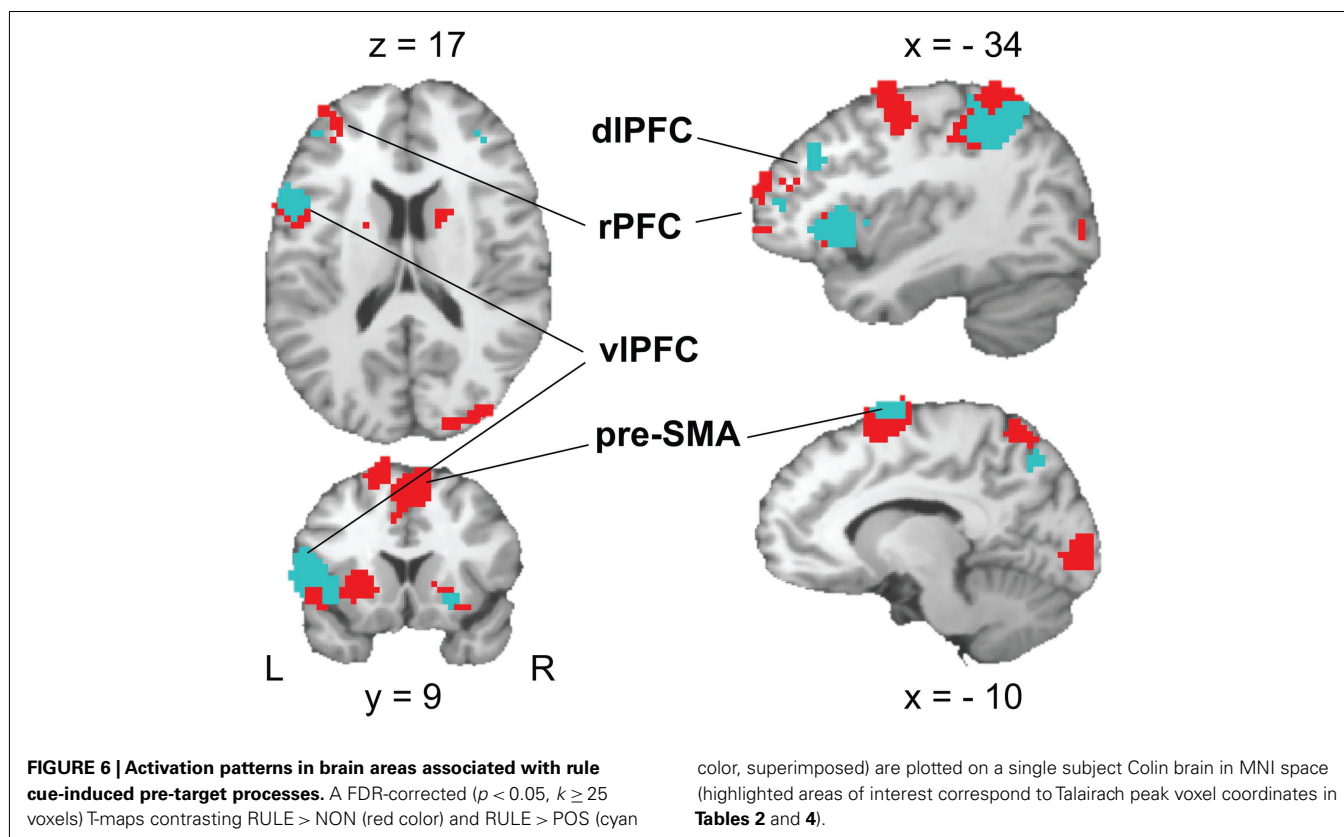 z = 17
x = - 34
dlPFC
rPFC
vlPFC
pre-SMA
L
R
y = 9
x = - 10
FIGURE 6 | Activation patterns in brain areas associated with rule
cue-induced pre-target processes. A FDR-corrected (p < 0.05, k ≥ 25
voxels) T-maps contrasting RULE > NON (red color) and RULE > POS (cyan
color, superimposed) are plotted on a single subject Colin brain in MNI space
(highlighted areas of interest correspond to Talairach peak voxel coordinates in
Tables 2 and 4).